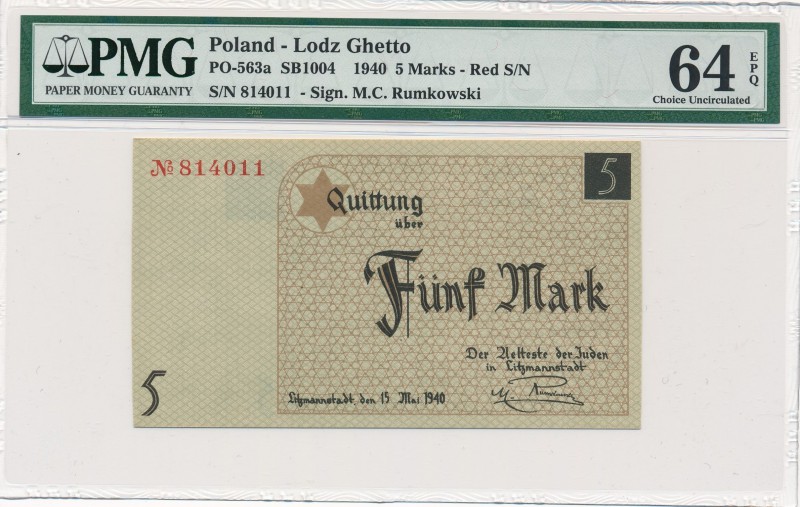 PMG
PAPER MONEY GUARANTY
Poland - Lodz Ghetto
PO-563a SB1004 1940 5 Marks - Red S/N
S/N 814011 - Sign. M.C. Rumkowski
64 EPQ
Choice Uncirculated
№ 814011
5
Quittung
über
Fünf Mark
Der Aelteste der Juden
in Litzmannstadt
M. Rumkowski
Litzmannstadt, den 15 Mai 1940
5